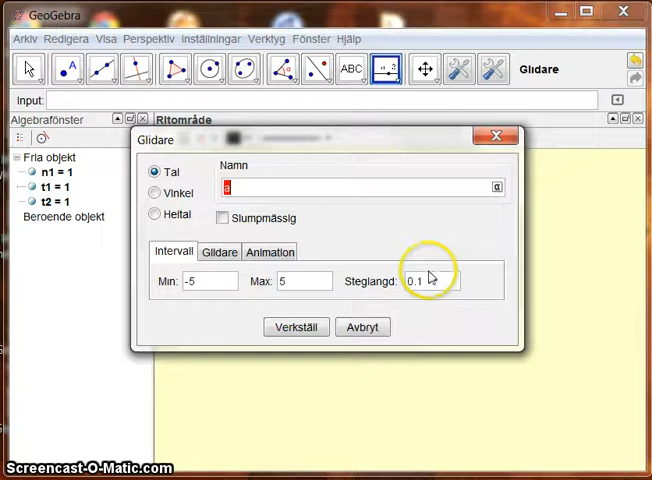 GeoGebra
Arkiv Redigera Visa Perspektiv Inställningar Verktyg Fönster Hjälp
ABC a = 2 Glidare
Input:
Algebrafönster Ritområde
Glidare
Fria objekt
n1 = 1
t1 = 1
t2 = 1
Beroende objekt
Tal
Vinkel
Heltal
Namn
a
α
Slumpmässig
Intervall Glidare Animation
Min: -5 Max: 5 Steglängd: 0.1
Verkställ Avbryt
Screencast-O-Matic.com